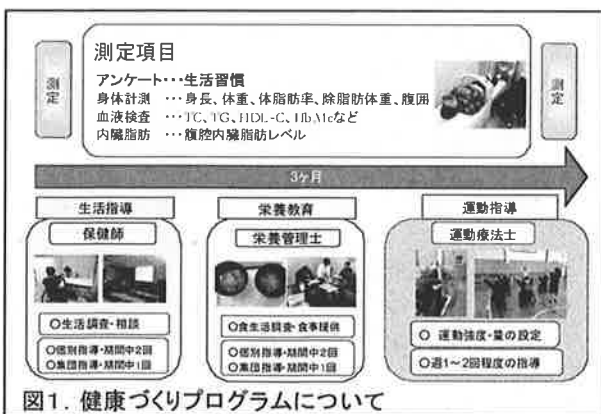 測定項目
アンケート・・・生活習慣
身体計測 ・・・身長、体重、体脂肪率、除脂肪体重、腹囲
血液検査 ・・・TC、TG、HDL-C、HbA1cなど
内臓脂肪 ・・・腹腔内臓脂肪レベル
測定
測定
3ヶ月
生活指導
保健師
〇生活調査・相談
〇個別指導・期間中2回
〇集団指導・期間中1回
栄養教育
栄養管理士
〇食生活調査・食事提供
〇個別指導・期間中2回
〇集団指導・期間中1回
運動指導
運動療法士
〇 運動強度・量の設定
〇週1~2回程度の指導
図1. 健康づくりプログラムについて